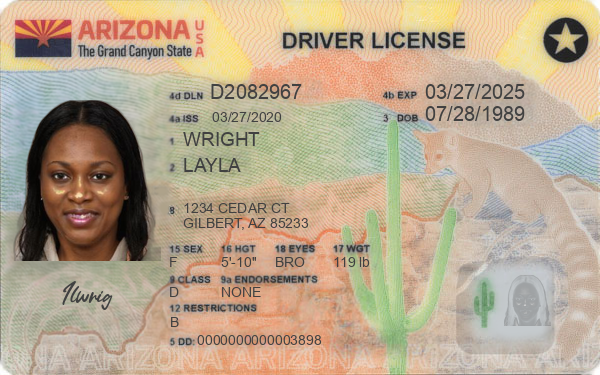 ARIZONA USA
The Grand Canyon State
DRIVER LICENSE
4d DLN D2082967
4b EXP 03/27/2025
4a ISS 03/27/2020
3 DOB 07/28/1989
1 WRIGHT
2 LAYLA
8 1234 CEDAR CT
GILBERT, AZ 85233
15 SEX 16 HGT 18 EYES 17 WGT
F 5'-10" BRO 119 lb
9 CLASS 9a ENDORSEMENTS
D NONE
12 RESTRICTIONS
B
5 DD: 0000000000003898
ARIZONA ARIZONA ARIZONA ARIZONA